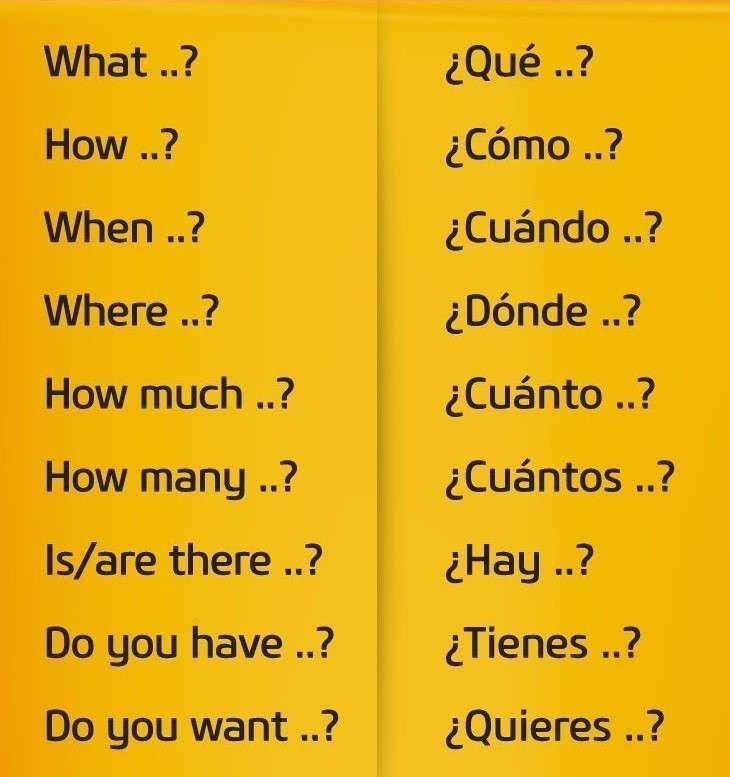 What ..? ¿Qué ..?
How ..? ¿Cómo ..?
When ..? ¿Cuándo ..?
Where ..? ¿Dónde ..?
How much ..? ¿Cuánto ..?
How many ..? ¿Cuántos ..?
Is/are there ..? ¿Hay ..?
Do you have ..? ¿Tienes ..?
Do you want ..? ¿Quieres ..?